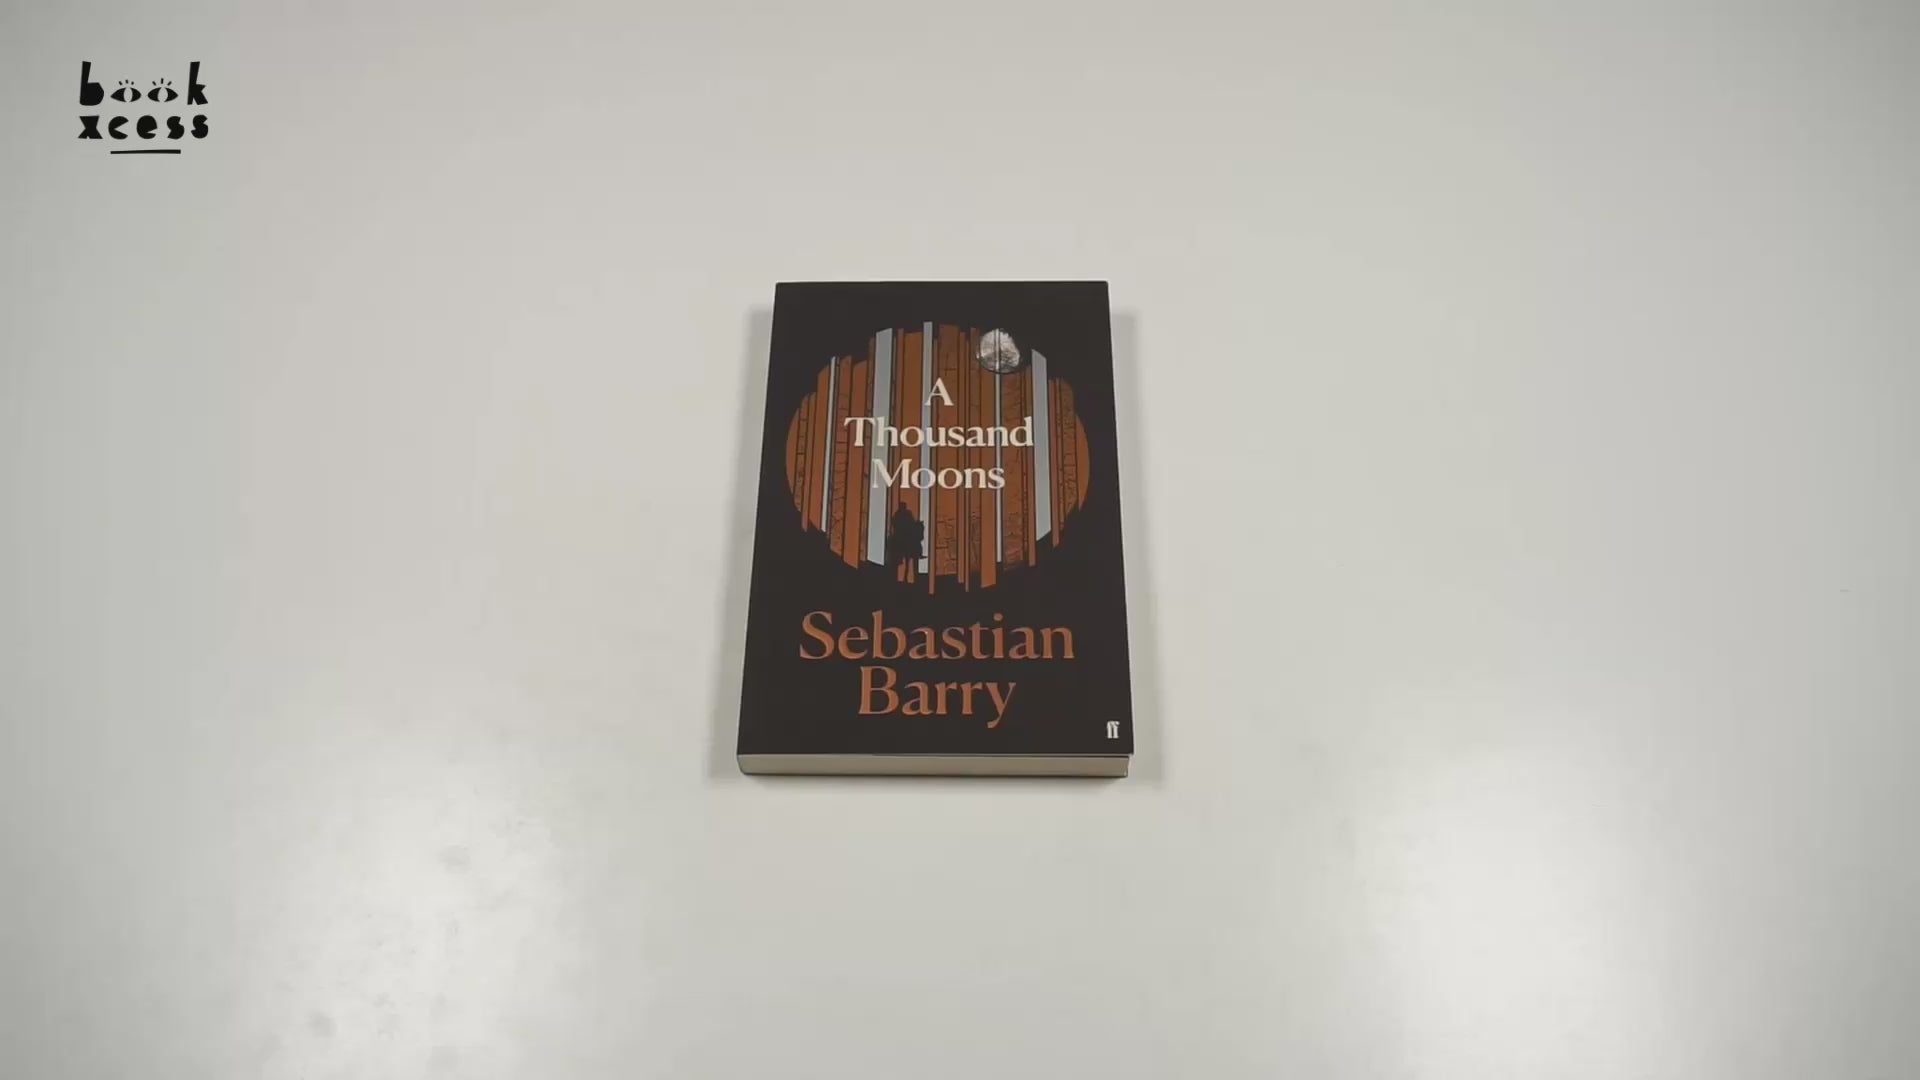 book
xcess
A
Thousand
Moons
Sebastian
Barry
ff